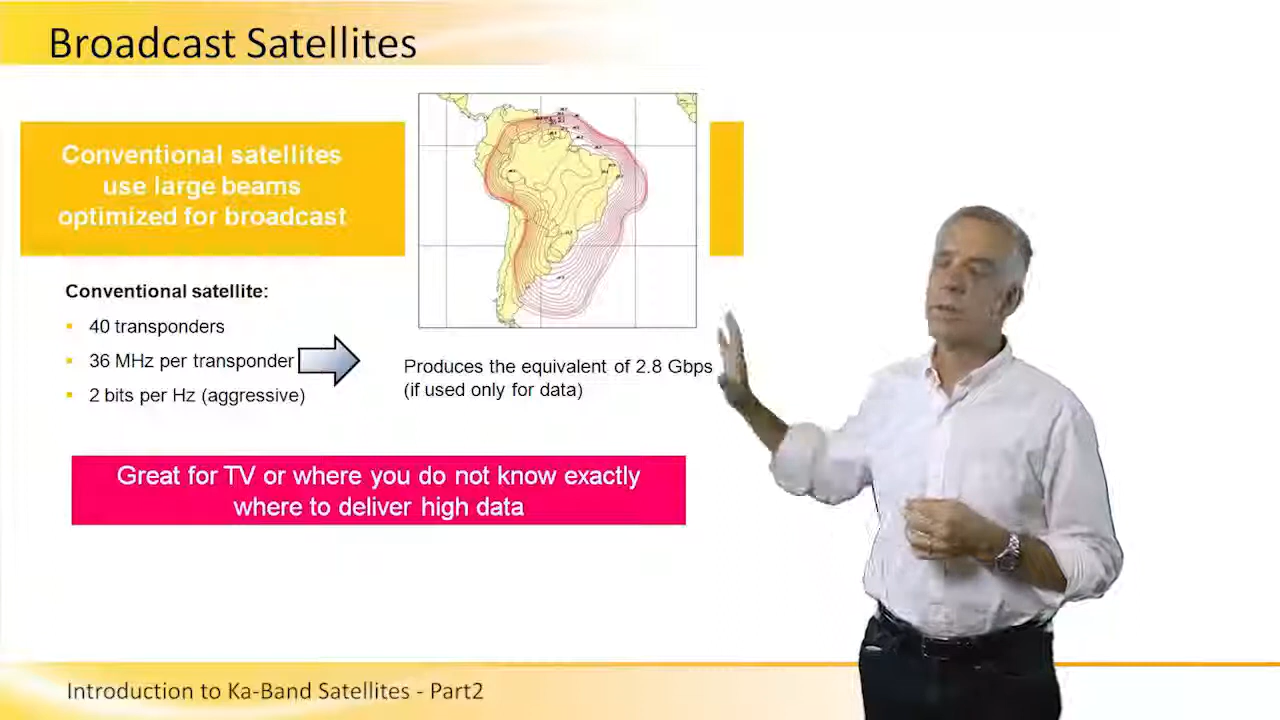 Broadcast Satellites
Conventional satellites
use large beams
optimized for broadcast
Conventional satellite:
40 transponders
36 MHz per transponder
2 bits per Hz (aggressive)
Produces the equivalent of 2.8 Gbps
(if used only for data)
Great for TV or where you do not know exactly
where to deliver high data
Introduction to Ka-Band Satellites - Part2